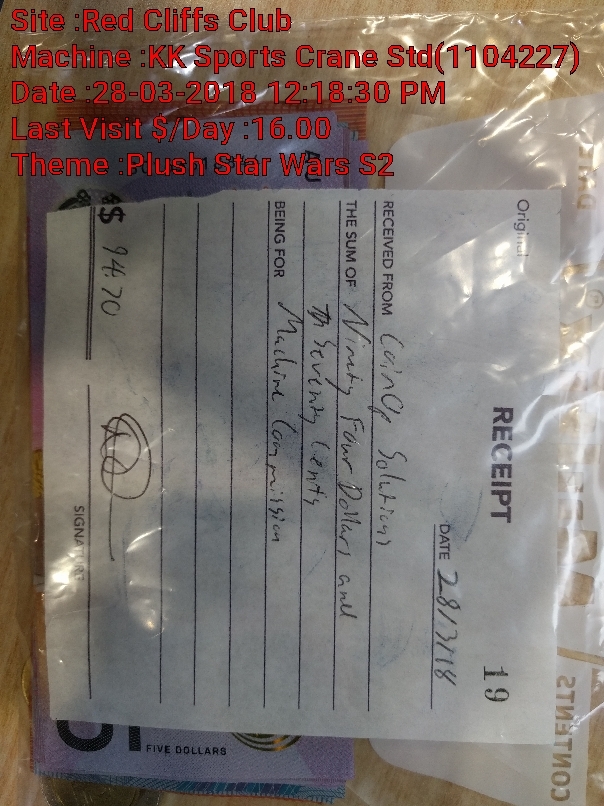 Site :Red Cliffs Club
Machine :KK Sports Crane Std(1104227)
Date :28-03-2018 12:18:30 PM
Last Visit $/Day :16.00
Theme :Plush Star Wars S2
Original
RECEIPT
19
DATE 28/3/18
RECEIVED FROM CoinOp Solutions
THE SUM OF Ninety Four Dollars and
Seventy Cents
BEING FOR Machine Commission
$ 94.70
SIGNATURE
5
FIVE DOLLARS
CONTENTS
DATE